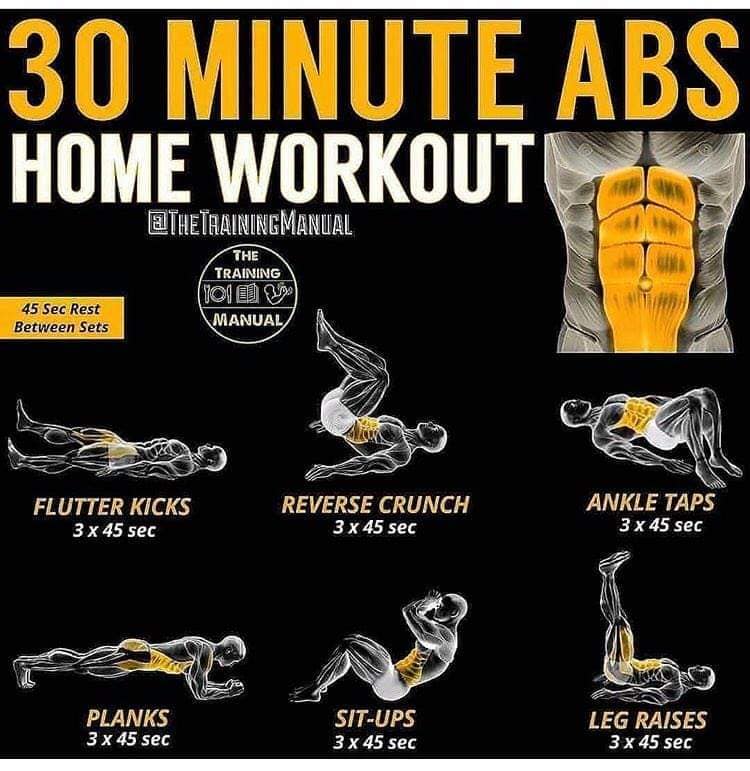 30 MINUTE ABS
HOME WORKOUT
@THETRAININGMANUAL
THE
TRAINING
MANUAL
45 Sec Rest
Between Sets
FLUTTER KICKS
3 x 45 sec
REVERSE CRUNCH
3 x 45 sec
ANKLE TAPS
3 x 45 sec
PLANKS
3 x 45 sec
SIT-UPS
3 x 45 sec
LEG RAISES
3 x 45 sec